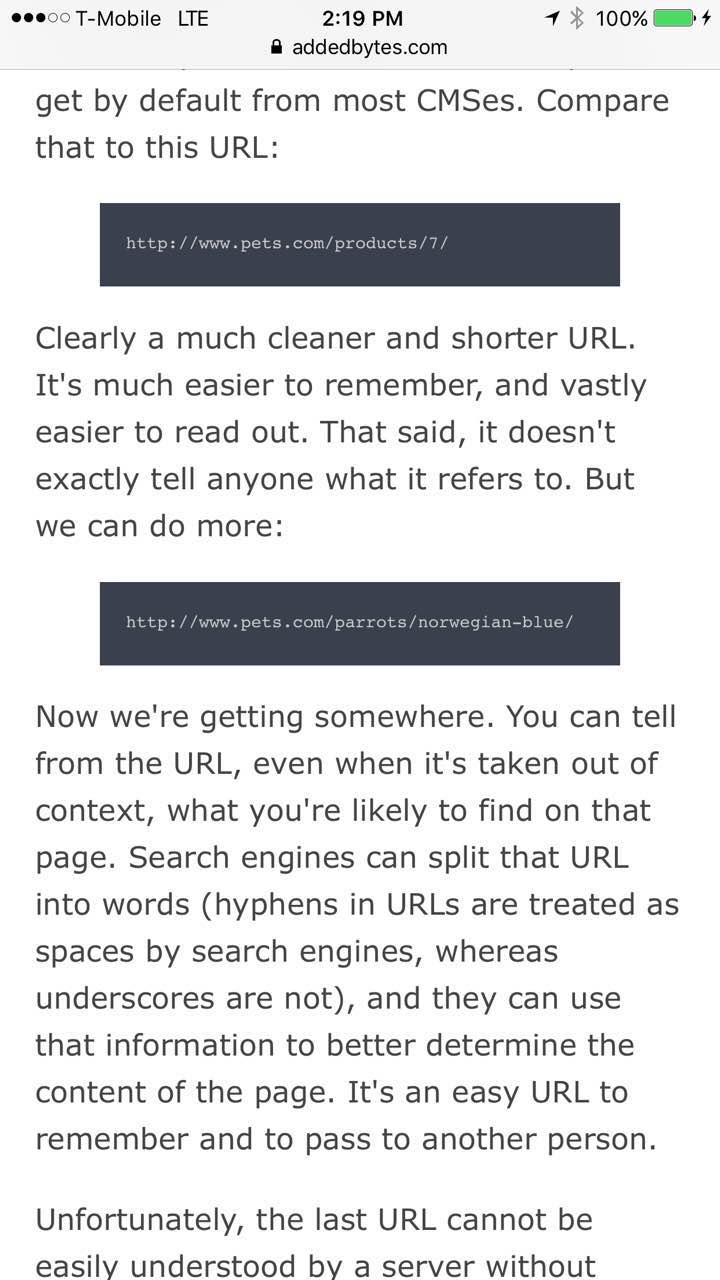 T-Mobile LTE 2:19 PM 100%
addedbytes.com
get by default from most CMSes. Compare
that to this URL:
http://www.pets.com/products/7/
Clearly a much cleaner and shorter URL.
It's much easier to remember, and vastly
easier to read out. That said, it doesn't
exactly tell anyone what it refers to. But
we can do more:
http://www.pets.com/parrots/norwegian-blue/
Now we're getting somewhere. You can tell
from the URL, even when it's taken out of
context, what you're likely to find on that
page. Search engines can split that URL
into words (hyphens in URLs are treated as
spaces by search engines, whereas
underscores are not), and they can use
that information to better determine the
content of the page. It's an easy URL to
remember and to pass to another person.
Unfortunately, the last URL cannot be
easily understood by a server without